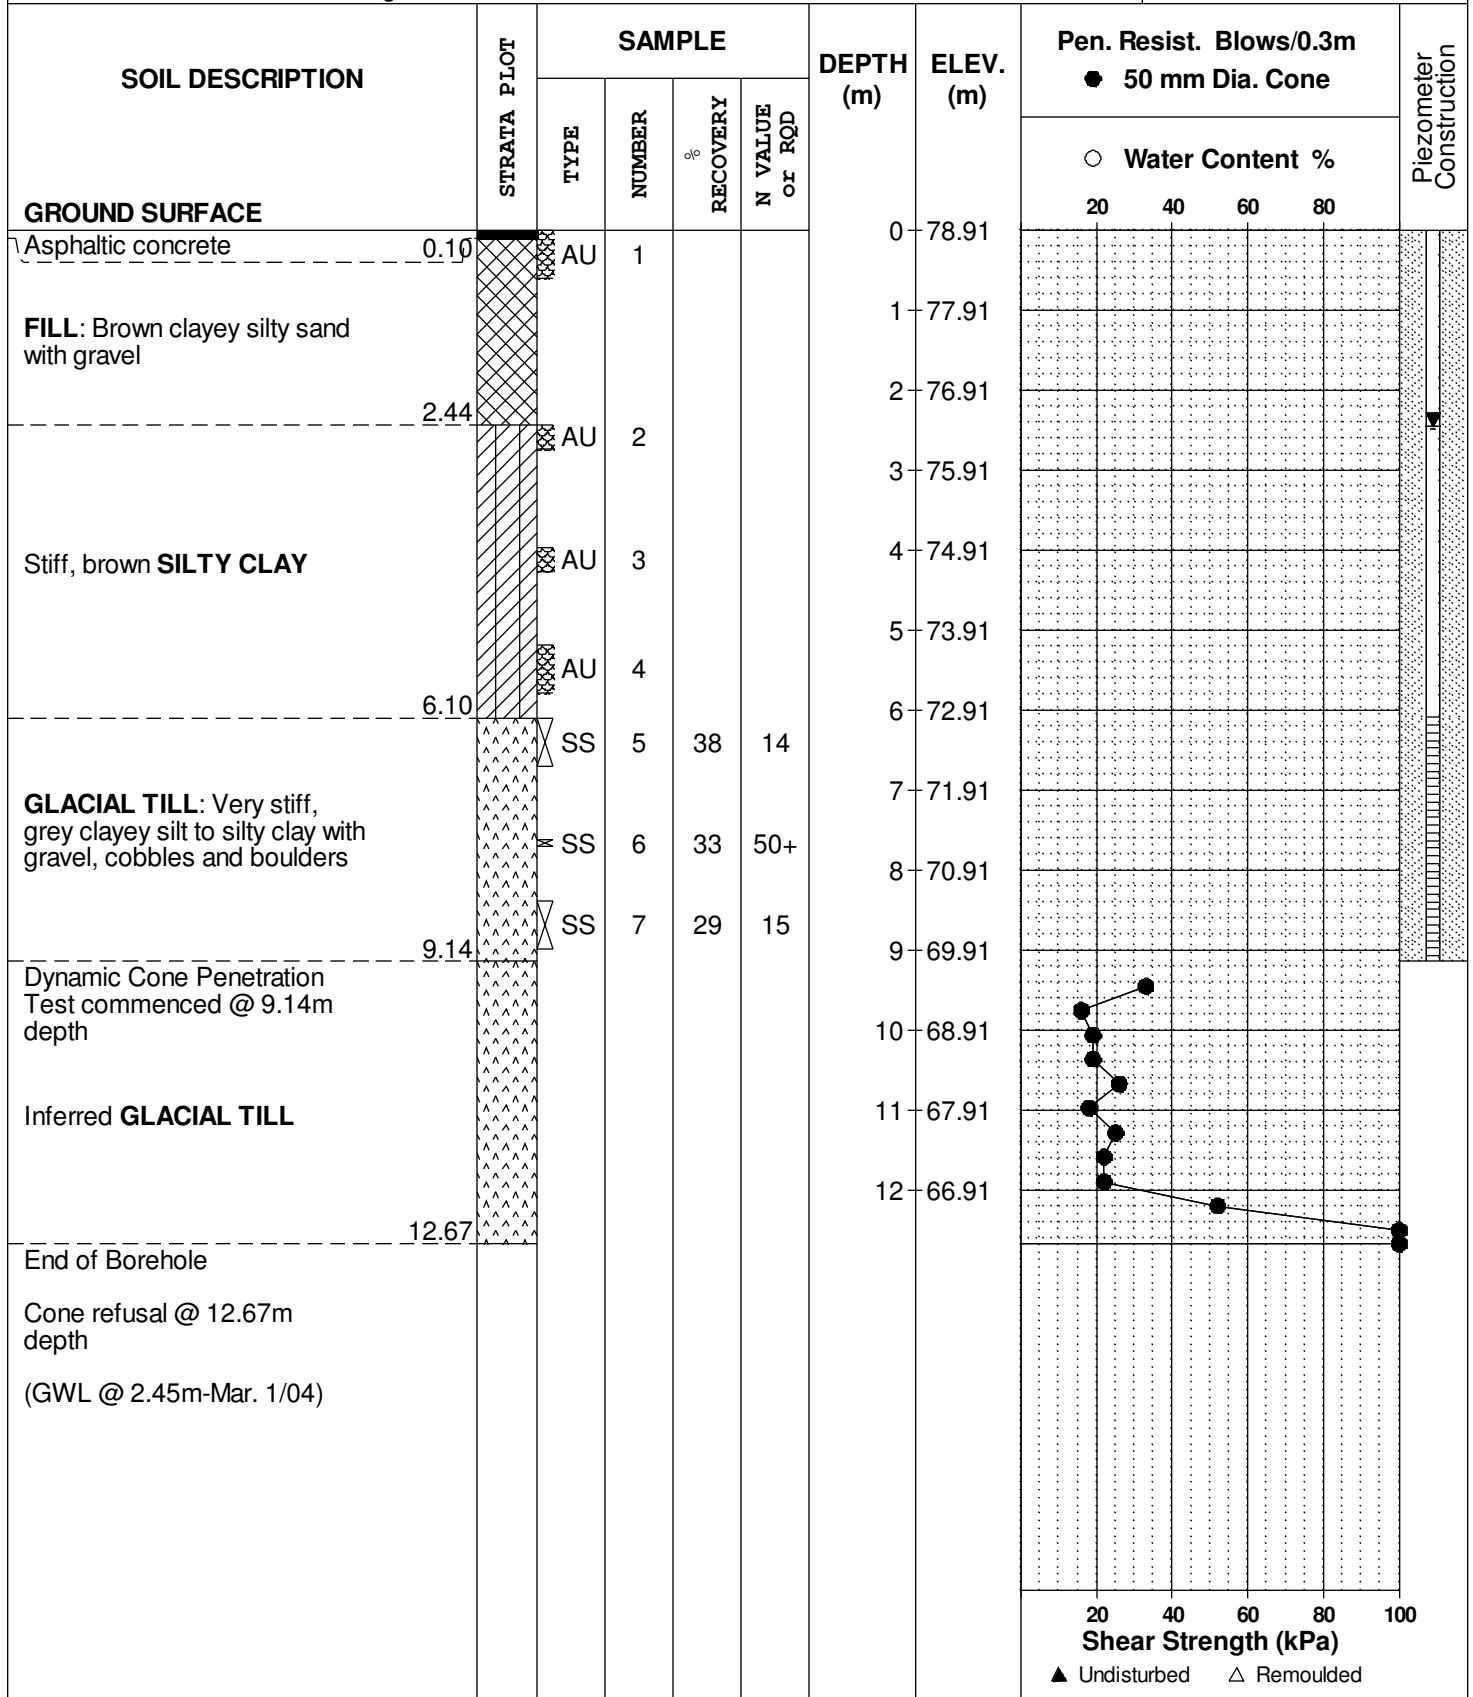 SOIL DESCRIPTION
GROUND SURFACE
STRATA PLOT
SAMPLE
TYPE
NUMBER
% RECOVERY
N VALUE or RQD
DEPTH (m)
ELEV. (m)
Pen. Resist. Blows/0.3m
● 50 mm Dia. Cone
○ Water Content %
20 40 60 80
Piezometer Construction
0 78.91
Asphaltic concrete 0.10
AU 1
1 77.91
FILL: Brown clayey silty sand
with gravel
2 76.91
2.44
AU 2
3 75.91
Stiff, brown SILTY CLAY
AU 3
4 74.91
5 73.91
AU 4
6.10
6 72.91
SS 5 38 14
7 71.91
GLACIAL TILL: Very stiff,
grey clayey silt to silty clay with
gravel, cobbles and boulders
SS 6 33 50+
8 70.91
SS 7 29 15
9.14
9 69.91
Dynamic Cone Penetration
Test commenced @ 9.14m
depth
10 68.91
Inferred GLACIAL TILL
11 67.91
12 66.91
12.67
End of Borehole
Cone refusal @ 12.67m
depth
(GWL @ 2.45m-Mar. 1/04)
20 40 60 80 100
Shear Strength (kPa)
▲ Undisturbed △ Remoulded